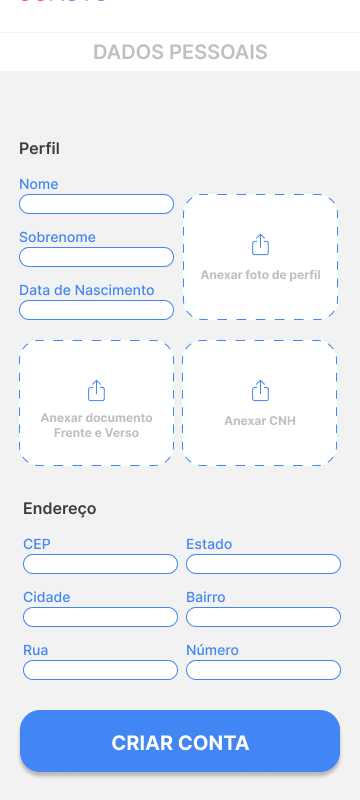 DADOS PESSOAIS
Perfil
Nome
Sobrenome
Data de Nascimento
Anexar foto de perfil
Anexar documento
Frente e Verso
Anexar CNH
Endereço
CEP
Estado
Cidade
Bairro
Rua
Número
CRIAR CONTA